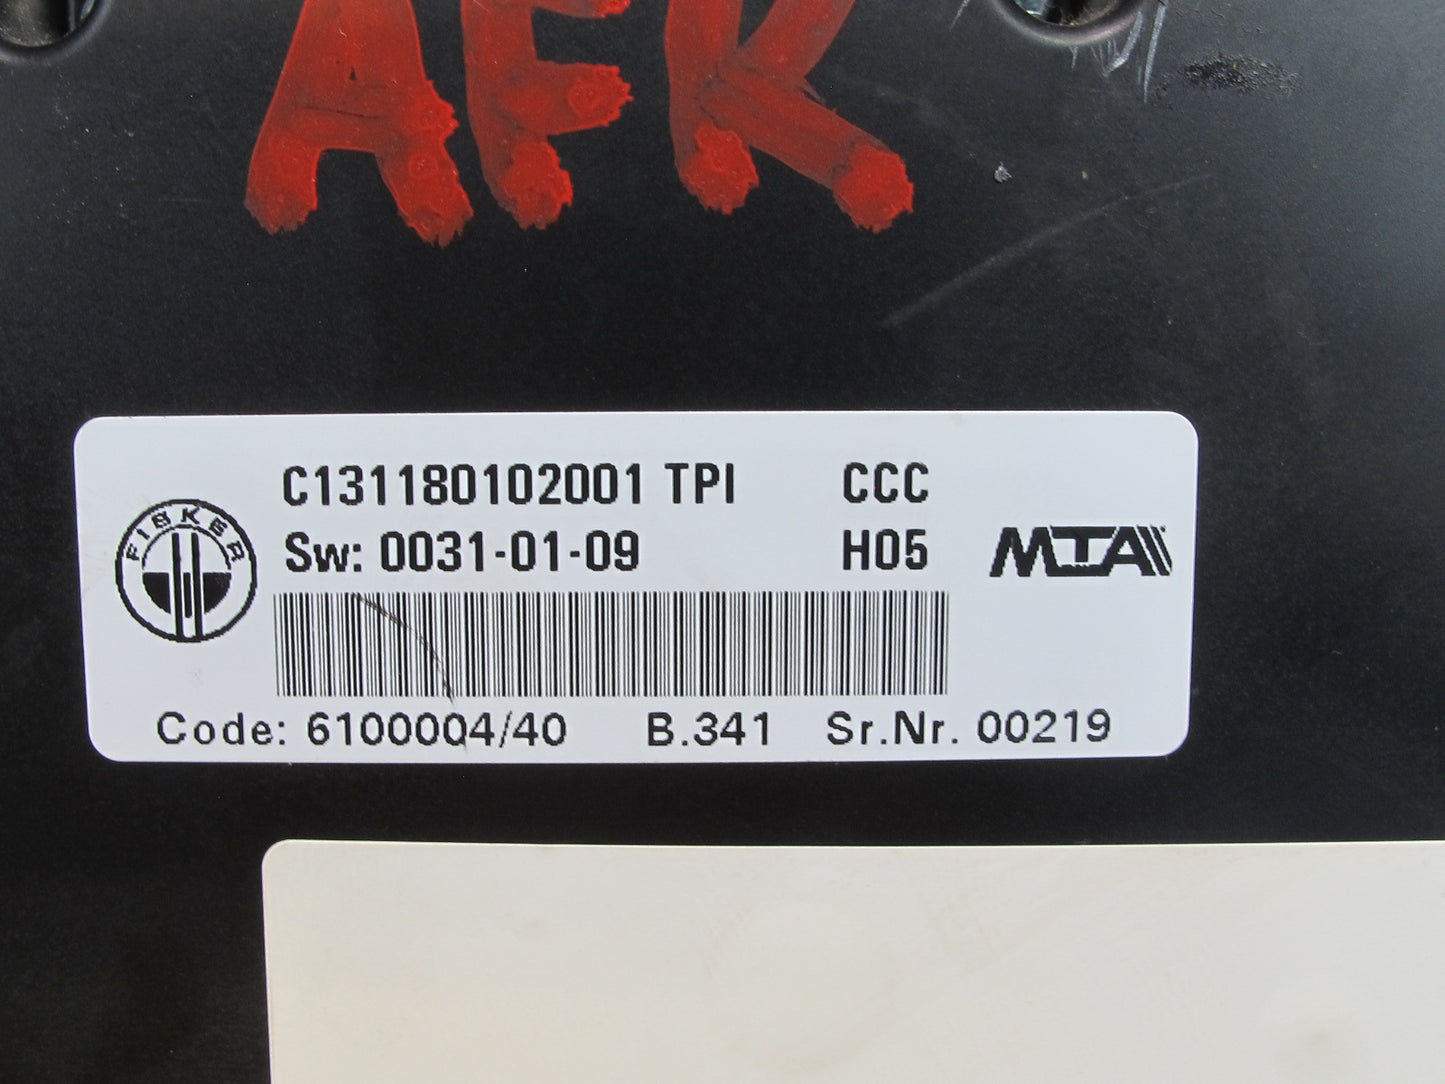 AFK
C131180102001 TPI CCC
FISKER
Sw: 0031-01-09 H05
MTA
Code: 6100004/40 B.341 Sr.Nr. 00219